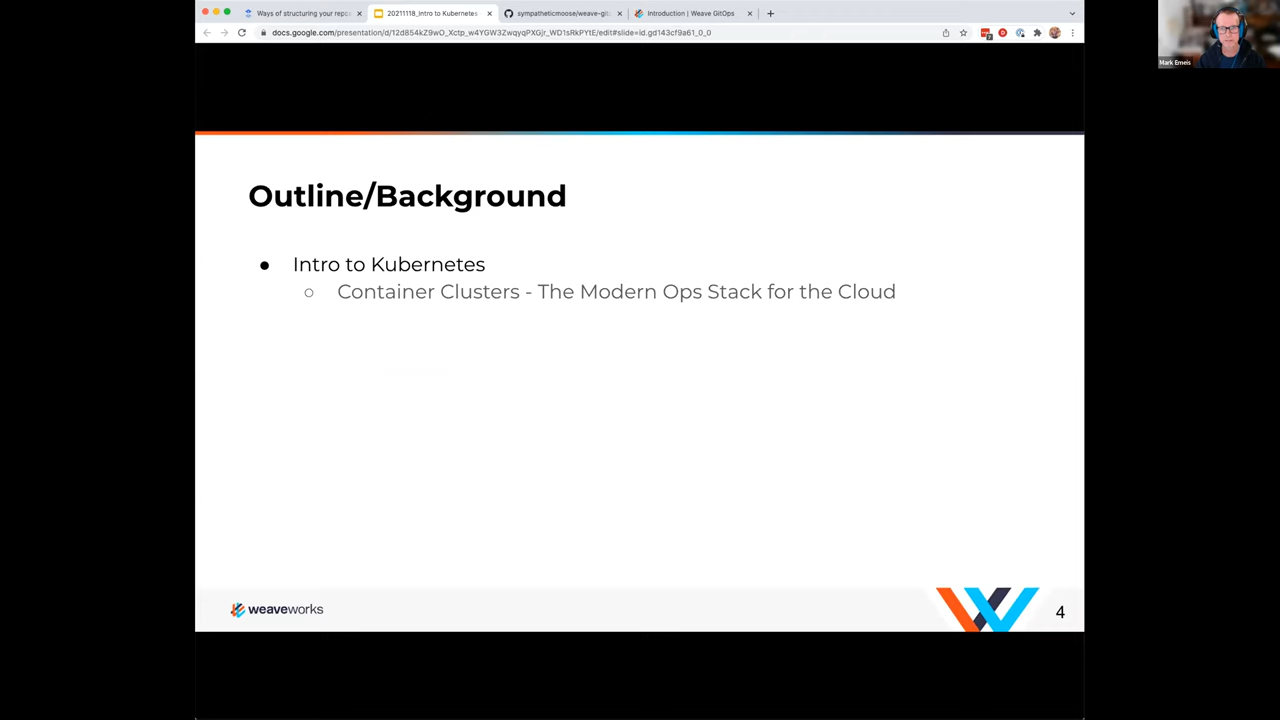 Ways of structuring your repos
20211118_Intro to Kubernetes
sympatheticmoose/weave-git
Introduction | Weave GitOps
docs.google.com/presentation/d/12d854kZ9wO_Xctp_w4YGW3ZwqyqPXGjr_WD1sRkPYtE/edit#slide=id.gd143cf9a61_0_0
Mark Emeis
Outline/Background
Intro to Kubernetes
Container Clusters - The Modern Ops Stack for the Cloud
weaveworks
4